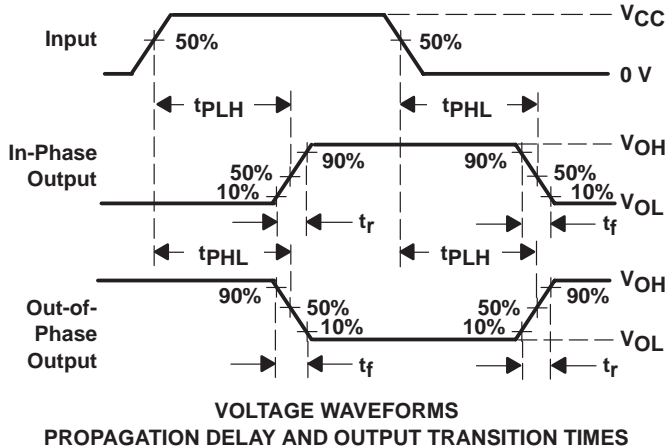 VCC
Input
50%
50%
0 V
tPLH
tPHL
In-Phase
Output
VOH
90%
90%
50%
50%
10%
10%
VOL
tr
tf
tPHL
tPLH
Out-of-
Phase
Output
VOH
90%
90%
50%
50%
10%
10%
VOL
tf
tr
VOLTAGE WAVEFORMS
PROPAGATION DELAY AND OUTPUT TRANSITION TIMES